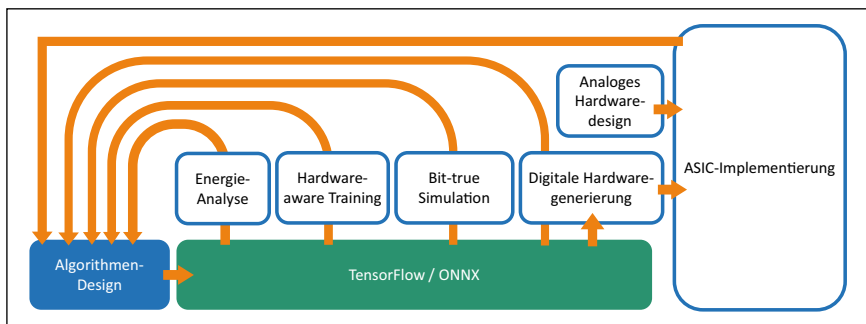 Analoges
Hardware-
design
Energie-
Analyse
Hardware-
aware Training
Bit-true
Simulation
Digitale Hardware-
generierung
ASIC-Implementierung
Algorithmen-
Design
TensorFlow / ONNX